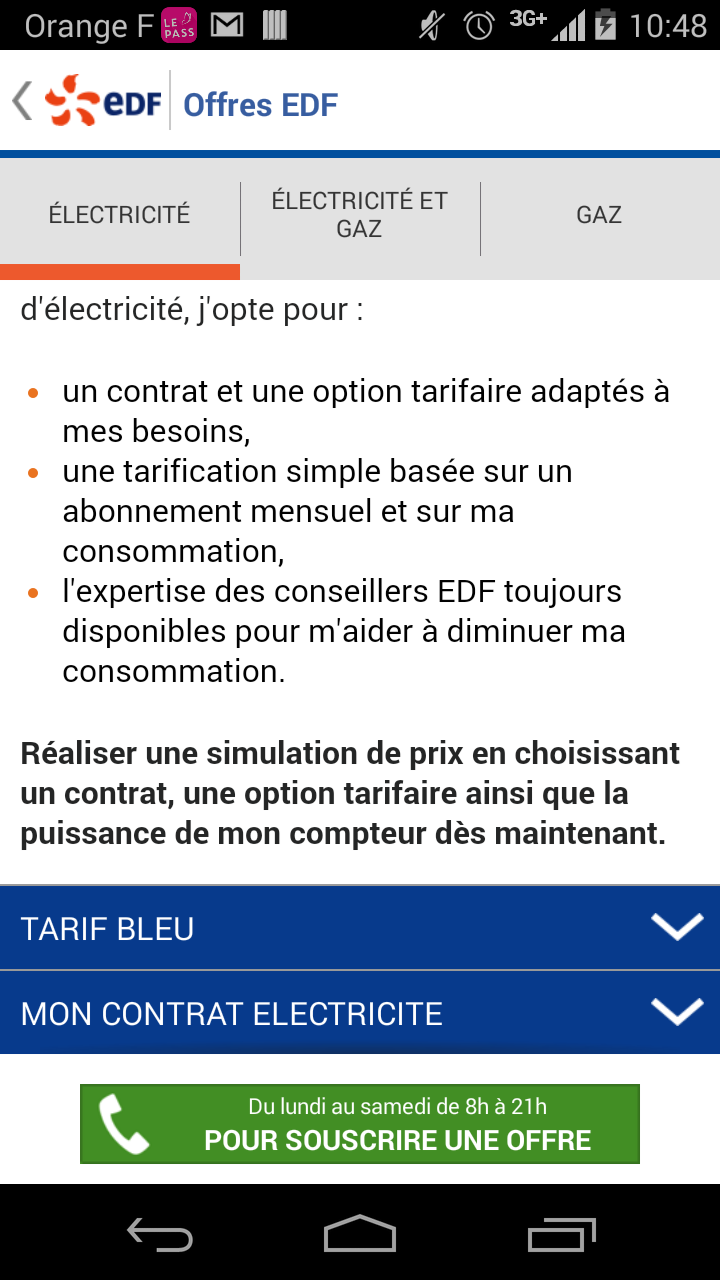 Orange F LE PASS 3G+ 10:48
eDF Offres EDF
ÉLECTRICITÉ
ÉLECTRICITÉ ET
GAZ
GAZ
d'électricité, j'opte pour :
un contrat et une option tarifaire adaptés à
mes besoins,
une tarification simple basée sur un
abonnement mensuel et sur ma
consommation,
l'expertise des conseillers EDF toujours
disponibles pour m'aider à diminuer ma
consommation.
Réaliser une simulation de prix en choisissant
un contrat, une option tarifaire ainsi que la
puissance de mon compteur dès maintenant.
TARIF BLEU
MON CONTRAT ELECTRICITE
Du lundi au samedi de 8h à 21h
POUR SOUSCRIRE UNE OFFRE